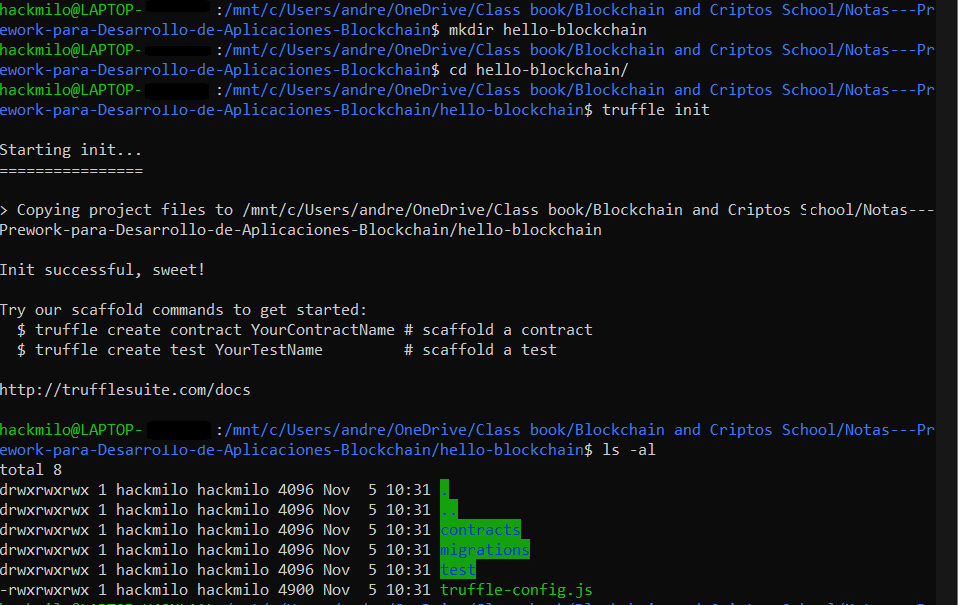 hackmilo@LAPTOP- :/mnt/c/Users/andre/OneDrive/Class book/Blockchain and Criptos School/Notas---Pr
ework-para-Desarrollo-de-Aplicaciones-Blockchain$ mkdir hello-blockchain
hackmilo@LAPTOP- :/mnt/c/Users/andre/OneDrive/Class book/Blockchain and Criptos School/Notas---Pr
ework-para-Desarrollo-de-Aplicaciones-Blockchain$ cd hello-blockchain/
hackmilo@LAPTOP- :/mnt/c/Users/andre/OneDrive/Class book/Blockchain and Criptos School/Notas---Pr
ework-para-Desarrollo-de-Aplicaciones-Blockchain/hello-blockchain$ truffle init
Starting init...
================
> Copying project files to /mnt/c/Users/andre/OneDrive/Class book/Blockchain and Criptos School/Notas---
Prework-para-Desarrollo-de-Aplicaciones-Blockchain/hello-blockchain
Init successful, sweet!
Try our scaffold commands to get started:
$ truffle create contract YourContractName # scaffold a contract
$ truffle create test YourTestName # scaffold a test
http://trufflesuite.com/docs
hackmilo@LAPTOP- :/mnt/c/Users/andre/OneDrive/Class book/Blockchain and Criptos School/Notas---Pr
ework-para-Desarrollo-de-Aplicaciones-Blockchain/hello-blockchain$ ls -al
total 8
drwxrwxrwx 1 hackmilo hackmilo 4096 Nov  5 10:31 .
drwxrwxrwx 1 hackmilo hackmilo 4096 Nov  5 10:31 ..
drwxrwxrwx 1 hackmilo hackmilo 4096 Nov  5 10:31 contracts
drwxrwxrwx 1 hackmilo hackmilo 4096 Nov  5 10:31 migrations
drwxrwxrwx 1 hackmilo hackmilo 4096 Nov  5 10:31 test
-rwxrwxrwx 1 hackmilo hackmilo 4900 Nov  5 10:31 truffle-config.js